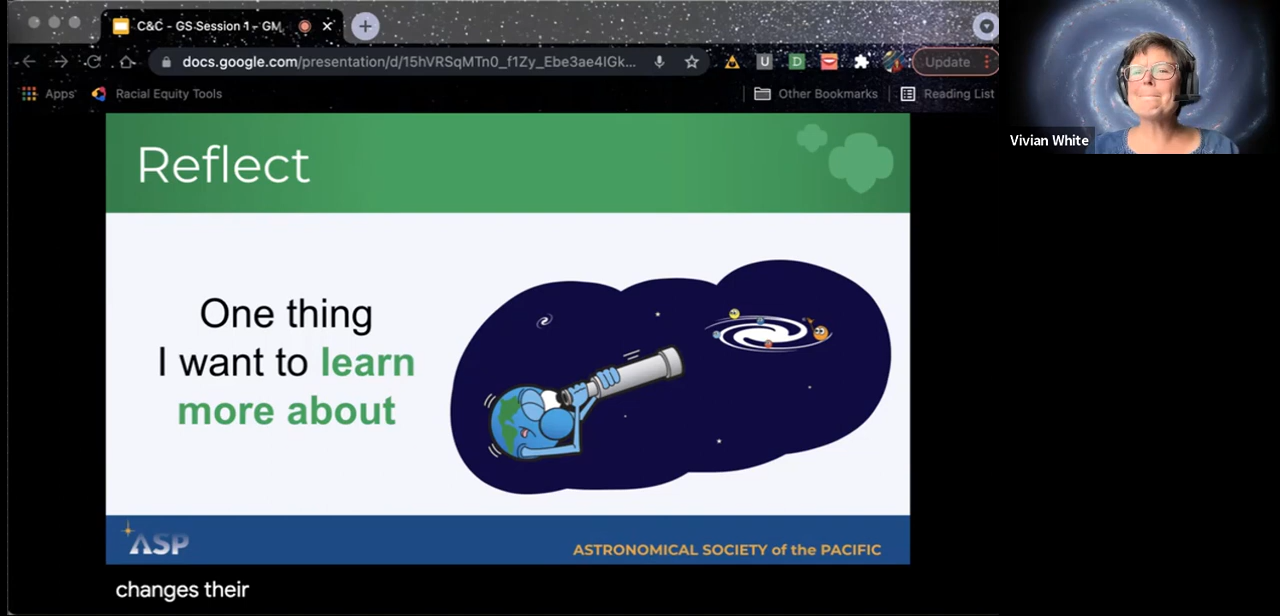 C&C - GS Session 1 - GM
docs.google.com/presentation/d/15hVRSqMTn0_f1Zy_Ebe3ae4lGk...
U
D
Update
Apps
Racial Equity Tools
Other Bookmarks
Reading List
Vivian White
Reflect
One thing
I want to learn
more about
ASP
ASTRONOMICAL SOCIETY of the PACIFIC
changes their